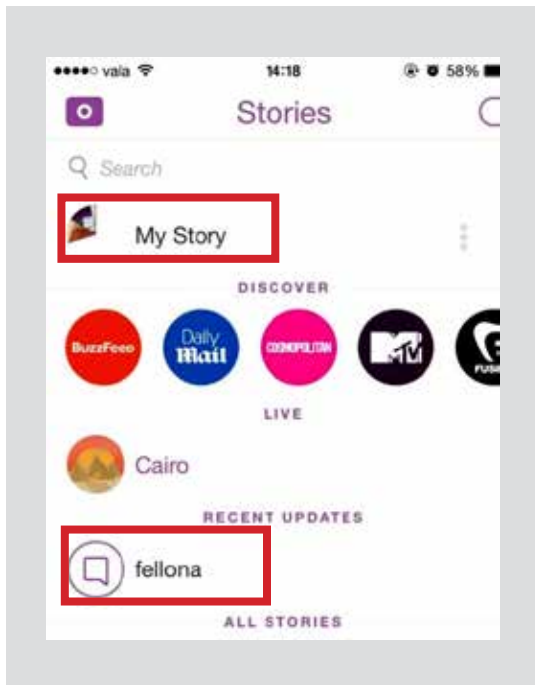 vala 14:18 58%
Stories
Search
My Story
DISCOVER
BuzzFeed Daily Mail COSMOPOLITAN MTV FUSI
LIVE
Cairo
RECENT UPDATES
fellona
ALL STORIES